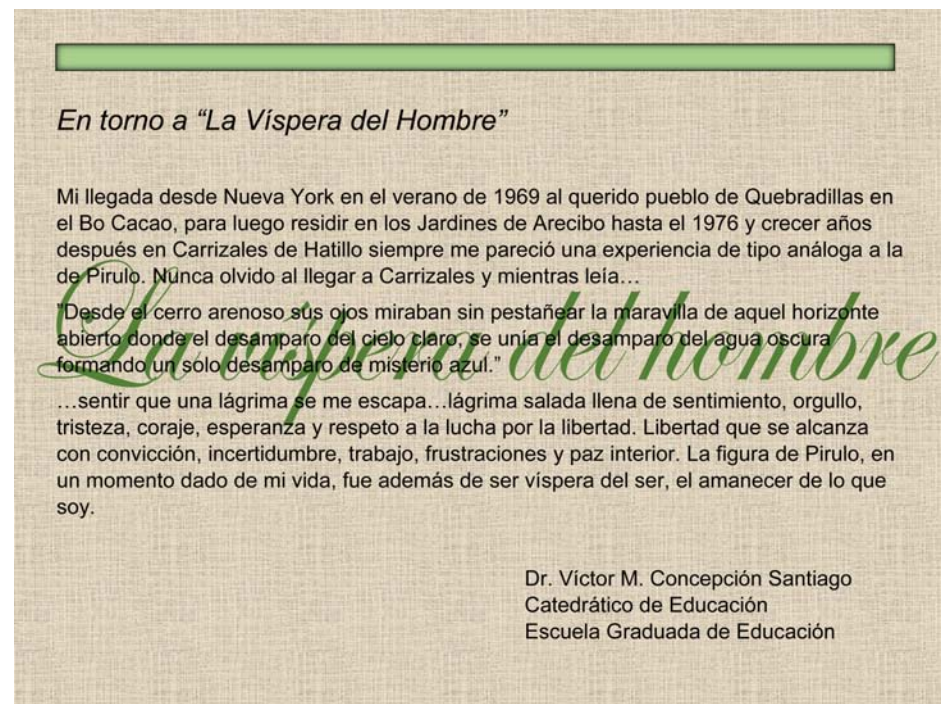 En torno a “La Víspera del Hombre”
Mi llegada desde Nueva York en el verano de 1969 al querido pueblo de Quebradillas en
el Bo Cacao, para luego residir en los Jardines de Arecibo hasta el 1976 y crecer años
después en Carrizales de Hatillo siempre me pareció una experiencia de tipo análoga a la
de Pirulo. Nunca olvido al llegar a Carrizales y mientras leía…
”Desde el cerro arenoso sus ojos miraban sin pestañear la maravilla de aquel horizonte
abierto donde el desamparo del cielo claro, se unía el desamparo del agua oscura
formando un solo desamparo de misterio azul.”
La víspera del hombre
…sentir que una lágrima se me escapa…lágrima salada llena de sentimiento, orgullo,
tristeza, coraje, esperanza y respeto a la lucha por la libertad. Libertad que se alcanza
con convicción, incertidumbre, trabajo, frustraciones y paz interior. La figura de Pirulo, en
un momento dado de mi vida, fue además de ser víspera del ser, el amanecer de lo que
soy.
Dr. Víctor M. Concepción Santiago
Catedrático de Educación
Escuela Graduada de Educación